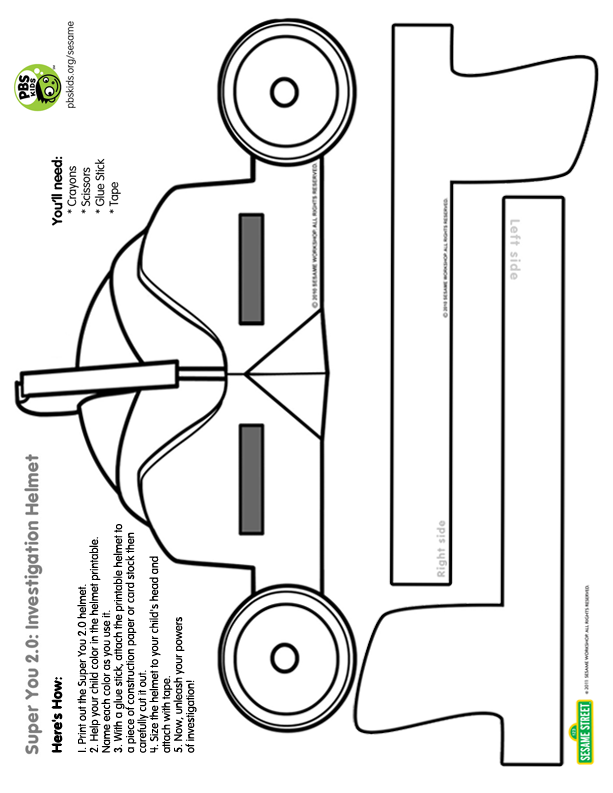 Super You 2.0: Investigation Helmet
Here's How:
1. Print out the Super You 2.0 helmet.
2. Help your child color in the helmet printable.
Name each color as you use it.
3. With a glue stick, attach the printable helmet to
a piece of construction paper or card stock then
carefully cut it out.
4. Size the helmet to your child's head and
attach with tape.
5. Now, unleash your powers
of investigation!
You'll need:
* Crayons
* Scissors
* Glue Stick
* Tape
PBS
KIDS
pbskids.org/sesame
© 2010 SESAME WORKSHOP. ALL RIGHTS RESERVED.
Right side
© 2010 SESAME WORKSHOP. ALL RIGHTS RESERVED.
Left side
SESAME STREET
© 2011 SESAME WORKSHOP. ALL RIGHTS RESERVED.